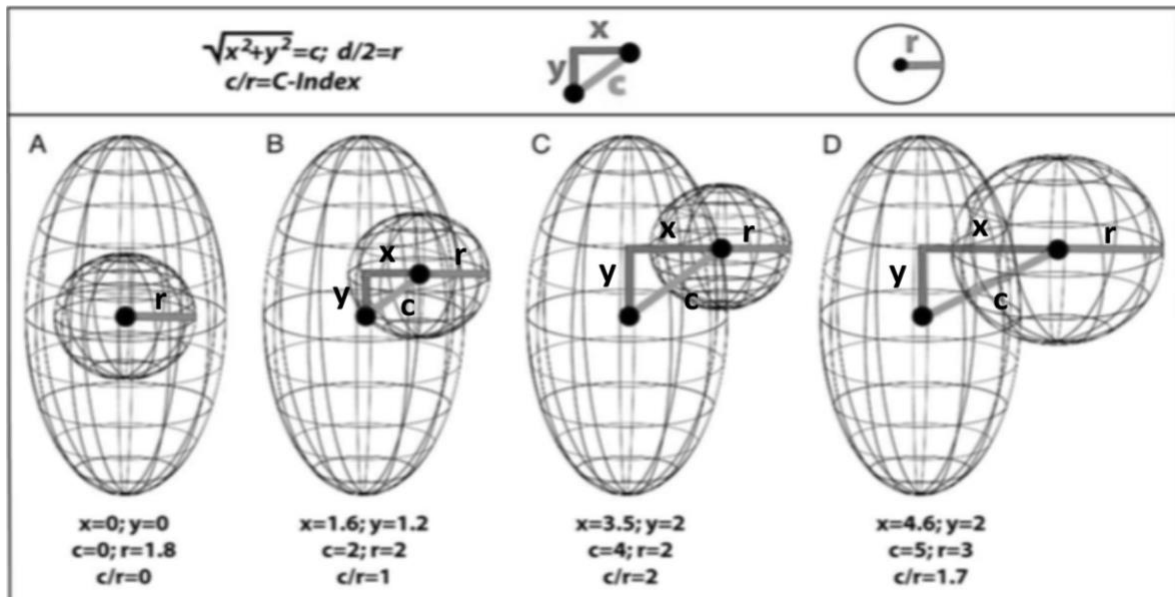 √x²+y²=c; d/2=r
c/r=C-Index
x
y
c
r
A
r
x=0; y=0
c=0; r=1.8
c/r=0
B
x
r
y
c
x=1.6; y=1.2
c=2; r=2
c/r=1
C
x
r
y
c
x=3.5; y=2
c=4; r=2
c/r=2
D
x
r
y
c
x=4.6; y=2
c=5; r=3
c/r=1.7